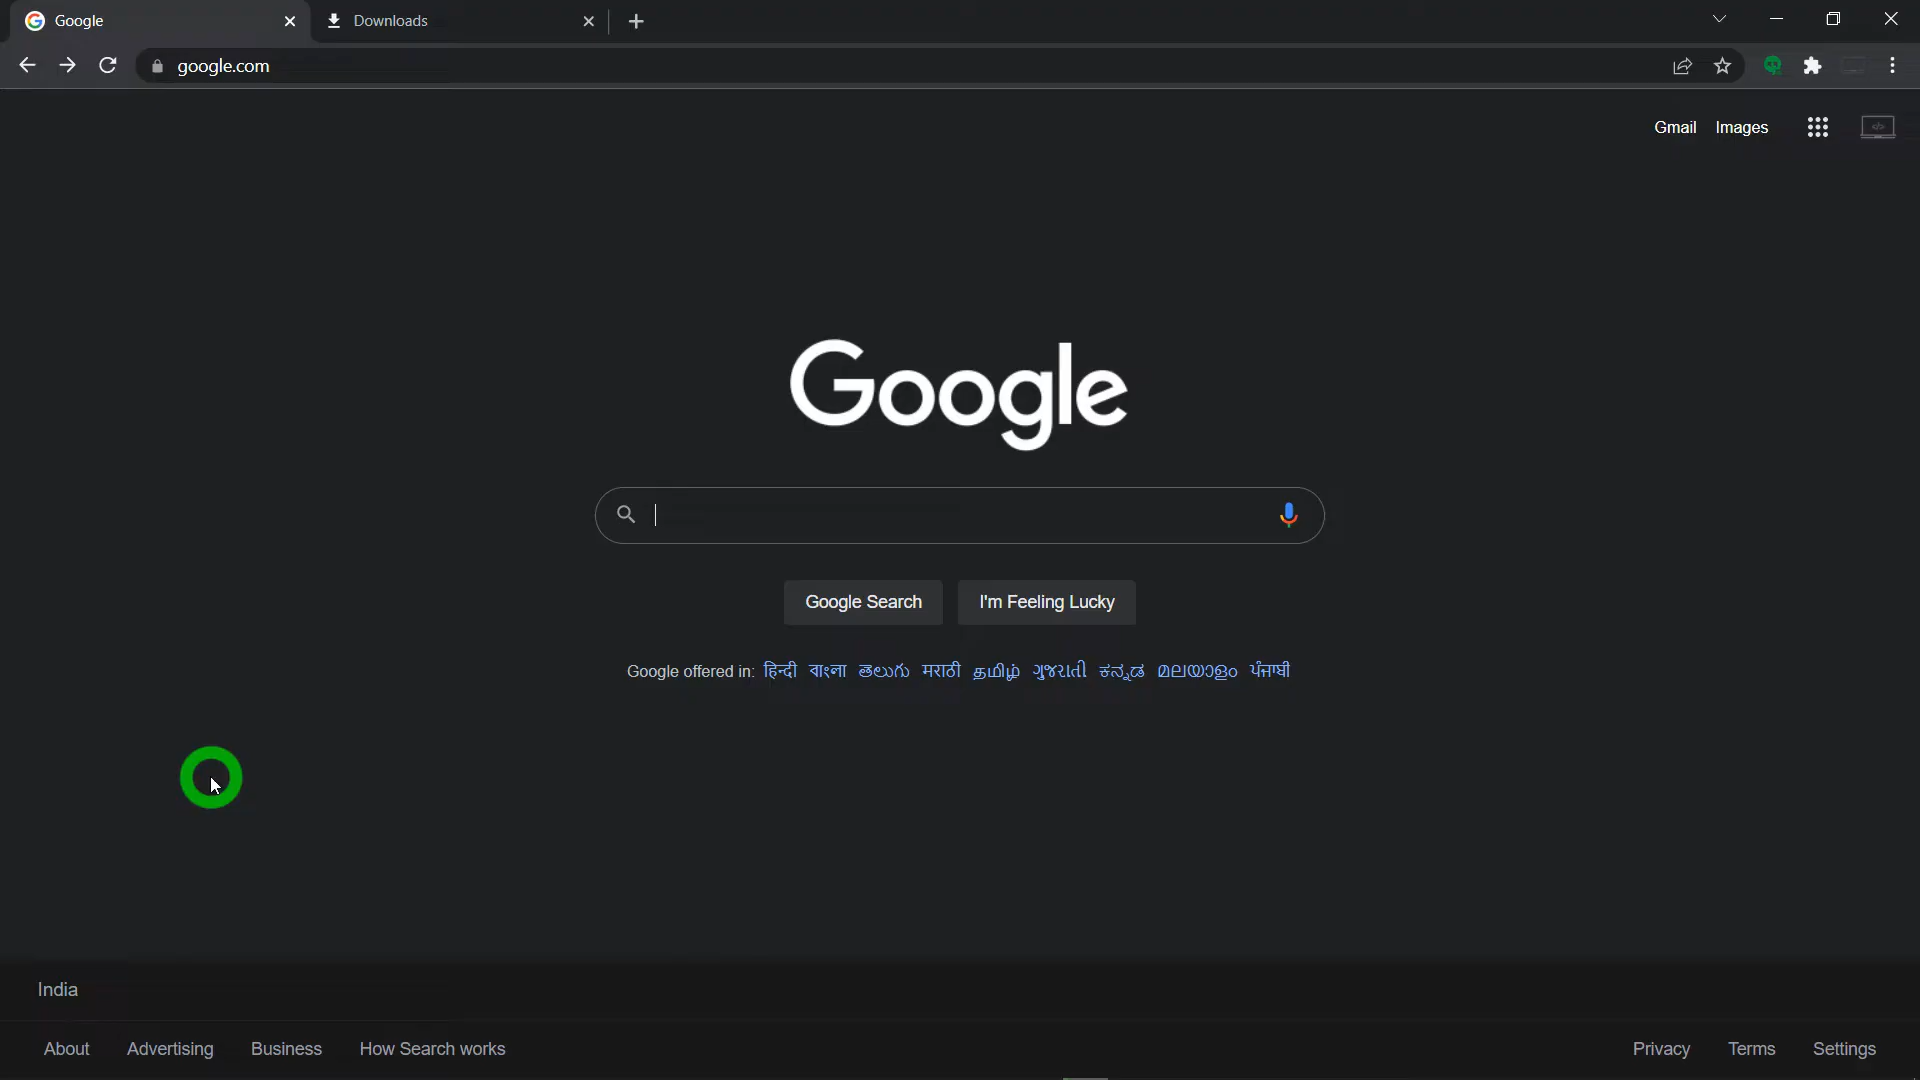 Google
Downloads
google.com
Gmail Images
Google
Google Search
I'm Feeling Lucky
Google offered in: हिन्दी বাংলা తెలుగు मराठी தமிழ் ગુજરાતી ಕನ್ನಡ മലയാളം ਪੰਜਾਬੀ
India
About Advertising Business How Search works
Privacy Terms Settings